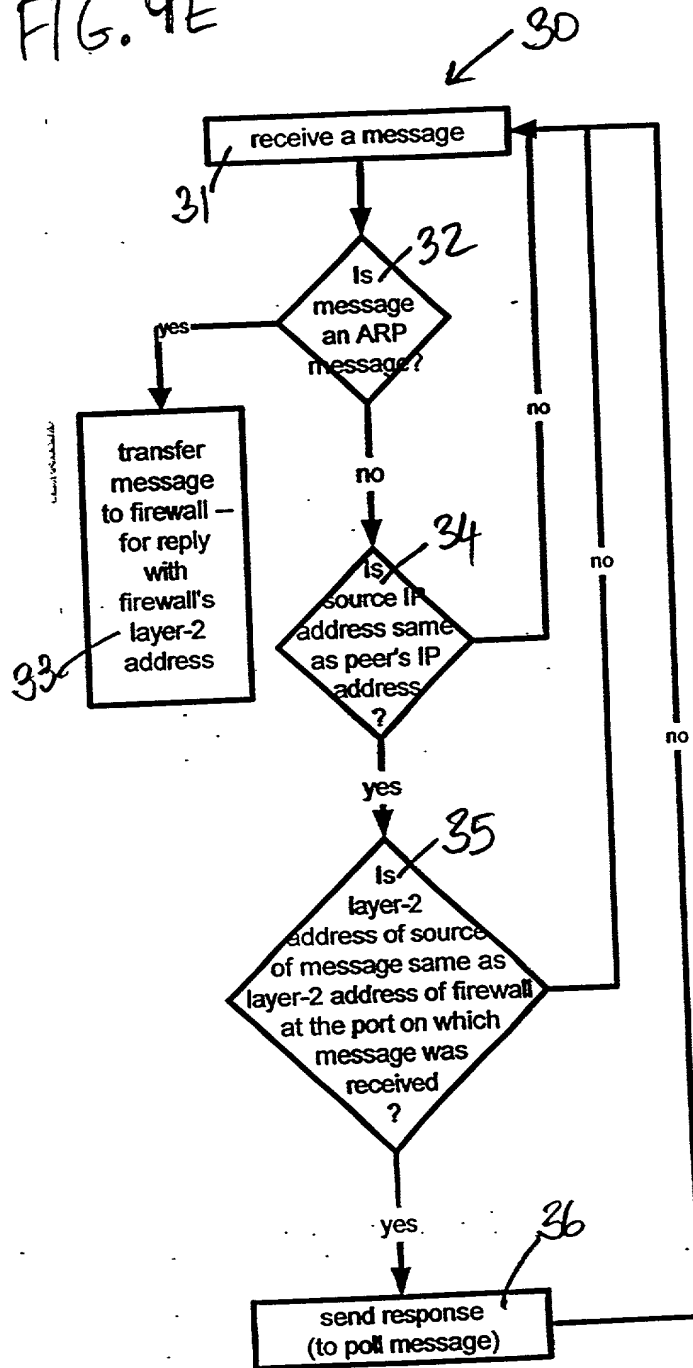 FIG. 4E
30
receive a message
31
32
Is
message
an ARP
message?
yes
no
transfer
message
to firewall –
for reply
with
firewall's
layer-2
address
33
34
Is
source IP
address same
as peer's IP
address
?
no
no
no
yes
35
Is
layer-2
address of source
of message same as
layer-2 address of firewall
at the port on which
message was
received
?
yes
36
send response
(to poll message)